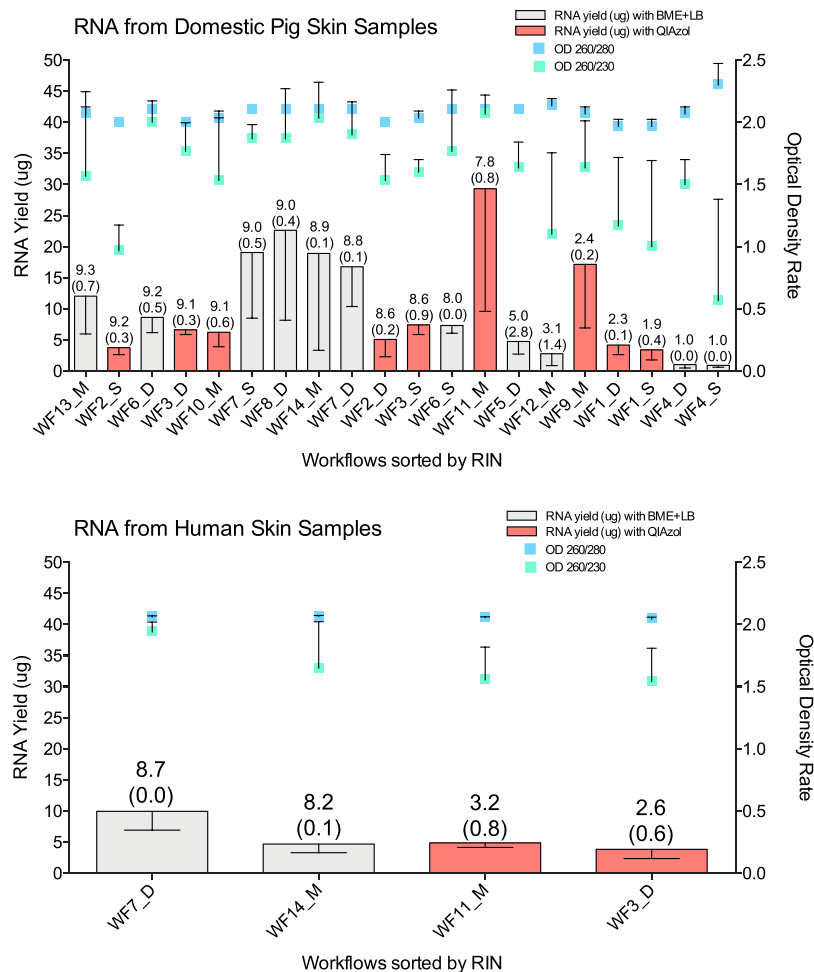 RNA from Domestic Pig Skin Samples
RNA yield (ug) with BME+LB
RNA yield (ug) with QIAzol
OD 260/280
OD 260/230
50
45
40
35
30
25
20
15
10
5
0
RNA Yield (ug)
2.5
2.0
1.5
1.0
0.5
0.0
Optical Density Rate
9.3
(0.7)
9.2
(0.3)
9.2
(0.5)
9.1
(0.3)
9.1
(0.6)
9.0
(0.5)
9.0
(0.4)
8.9
(0.1)
8.8
(0.1)
8.6
(0.2)
8.6
(0.9)
8.0
(0.0)
7.8
(0.8)
5.0
(2.8)
3.1
(1.4)
2.4
(0.2)
2.3
(0.1)
1.9
(0.4)
1.0
(0.0)
1.0
(0.0)
WF13_M
WF2_S
WF6_D
WF3_D
WF10_M
WF7_S
WF8_D
WF14_M
WF7_D
WF2_D
WF3_S
WF6_S
WF11_M
WF5_D
WF12_M
WF9_M
WF1_D
WF1_S
WF4_D
WF4_S
Workflows sorted by RIN
RNA from Human Skin Samples
RNA yield (ug) with BME+LB
RNA yield (ug) with QIAzol
OD 260/280
OD 260/230
50
45
40
35
30
25
20
15
10
5
0
RNA Yield (ug)
2.5
2.0
1.5
1.0
0.5
0.0
Optical Density Rate
8.7
(0.0)
8.2
(0.1)
3.2
(0.8)
2.6
(0.6)
WF7_D
WF14_M
WF11_M
WF3_D
Workflows sorted by RIN